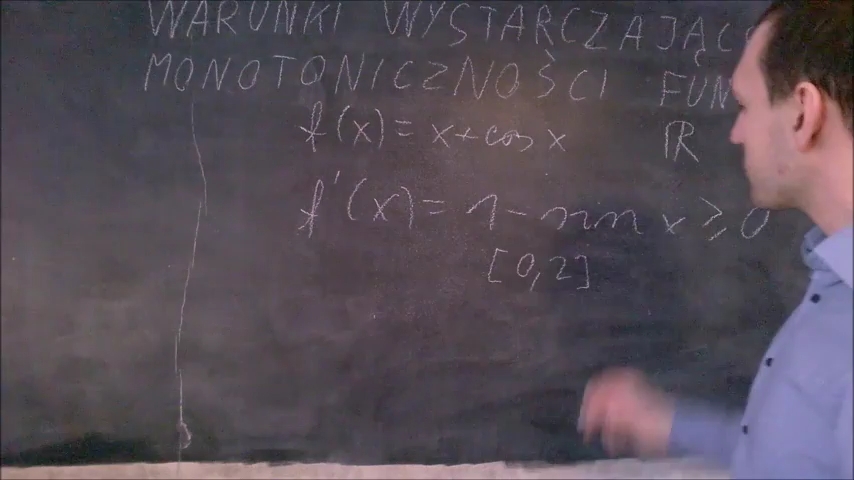 WARUNKI WYSTARCZAJĄC
MONOTONICZNOŚCI FUN
f(x) = x + cos x ℝ
f'(x) = 1 - sin x ≥ 0
[0,2]